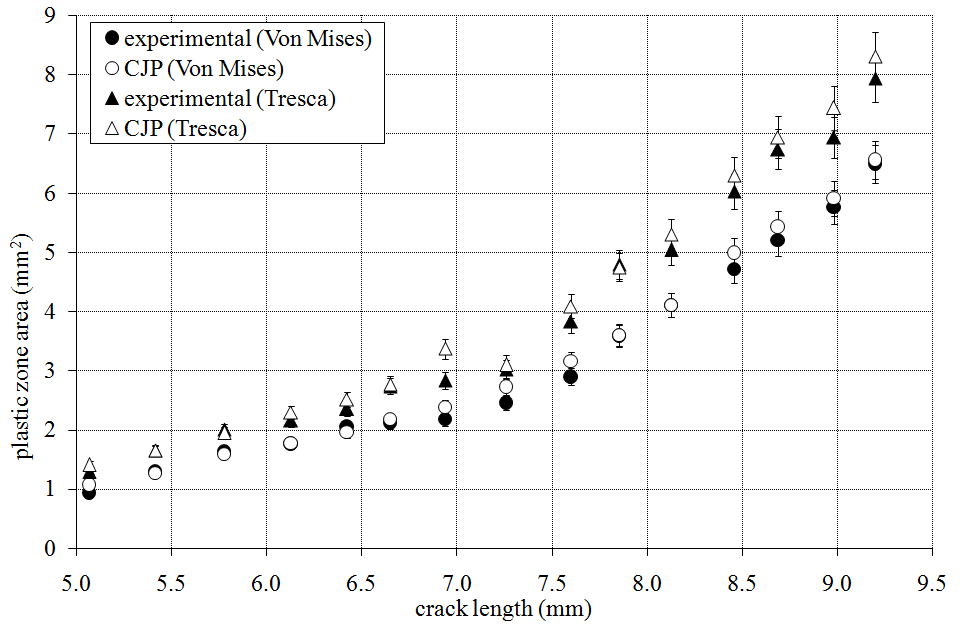 9
8
7
6
5
4
3
2
1
0
experimental (Von Mises)
CJP (Von Mises)
experimental (Tresca)
CJP (Tresca)
plastic zone area (mm²)
5.0 5.5 6.0 6.5 7.0 7.5 8.0 8.5 9.0 9.5
crack length (mm)